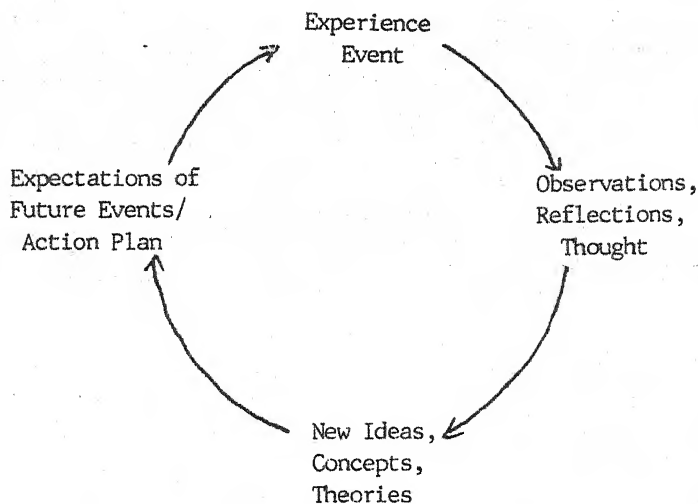 Experience
Event
Observations,
Reflections,
Thought
New Ideas,
Concepts,
Theories
Expectations of
Future Events/
Action Plan